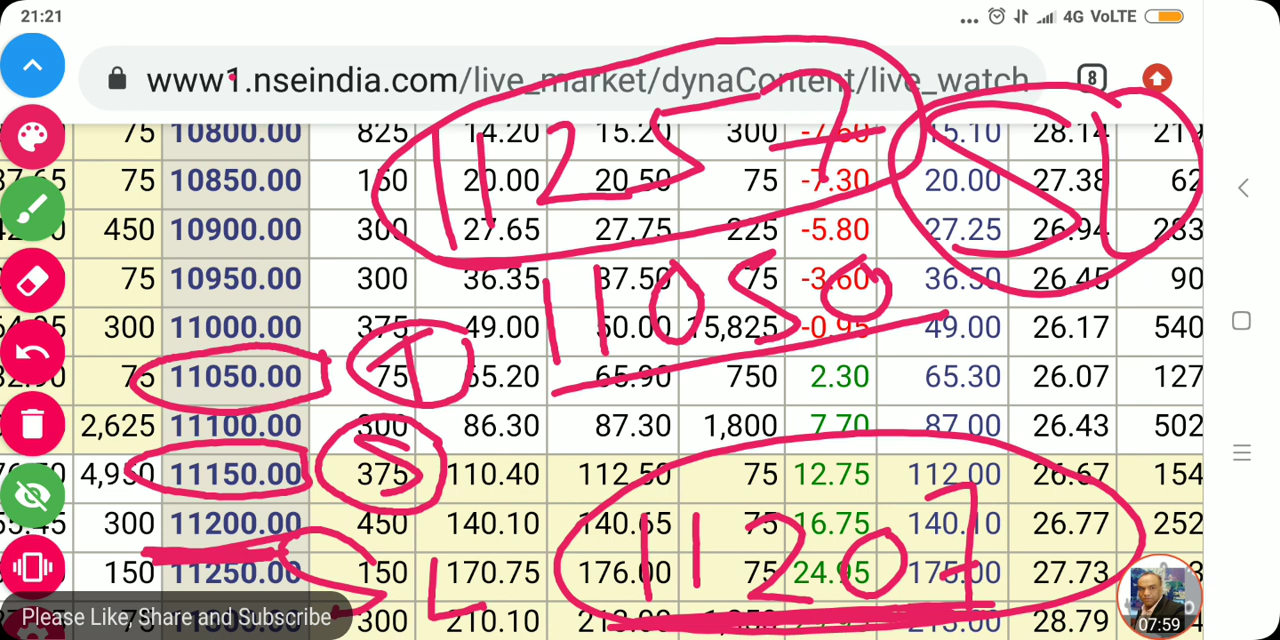 21:21 ... 4G VoLTE
www1.nseindia.com/live_market/dynaContent/live_watch 8
75 10800.00 825 14.20 15.20 300 -7.60 15.10 28.14 219
75 10850.00 150 20.00 20.50 75 -7.30 20.00 27.38 62
450 10900.00 300 27.65 27.75 225 -5.80 27.25 26.94 283
75 10950.00 300 36.35 37.50 75 -3.60 36.50 26.45 90
300 11000.00 375 49.00 50.00 15,825 -0.95 49.00 26.17 540
75 11050.00 75 65.20 65.90 750 2.30 65.30 26.07 127
2,625 11100.00 300 86.30 87.30 1,800 7.70 87.00 26.43 502
4,950 11150.00 375 110.40 112.50 75 12.75 112.00 26.67 154
300 11200.00 450 140.10 140.65 75 16.75 140.10 26.77 252
150 11250.00 150 170.75 176.00 75 24.95 175.00 27.73
300 210.10 28.79
11257
S1
11050
T
S
SL
11207
Please Like, Share and Subscribe
07:59